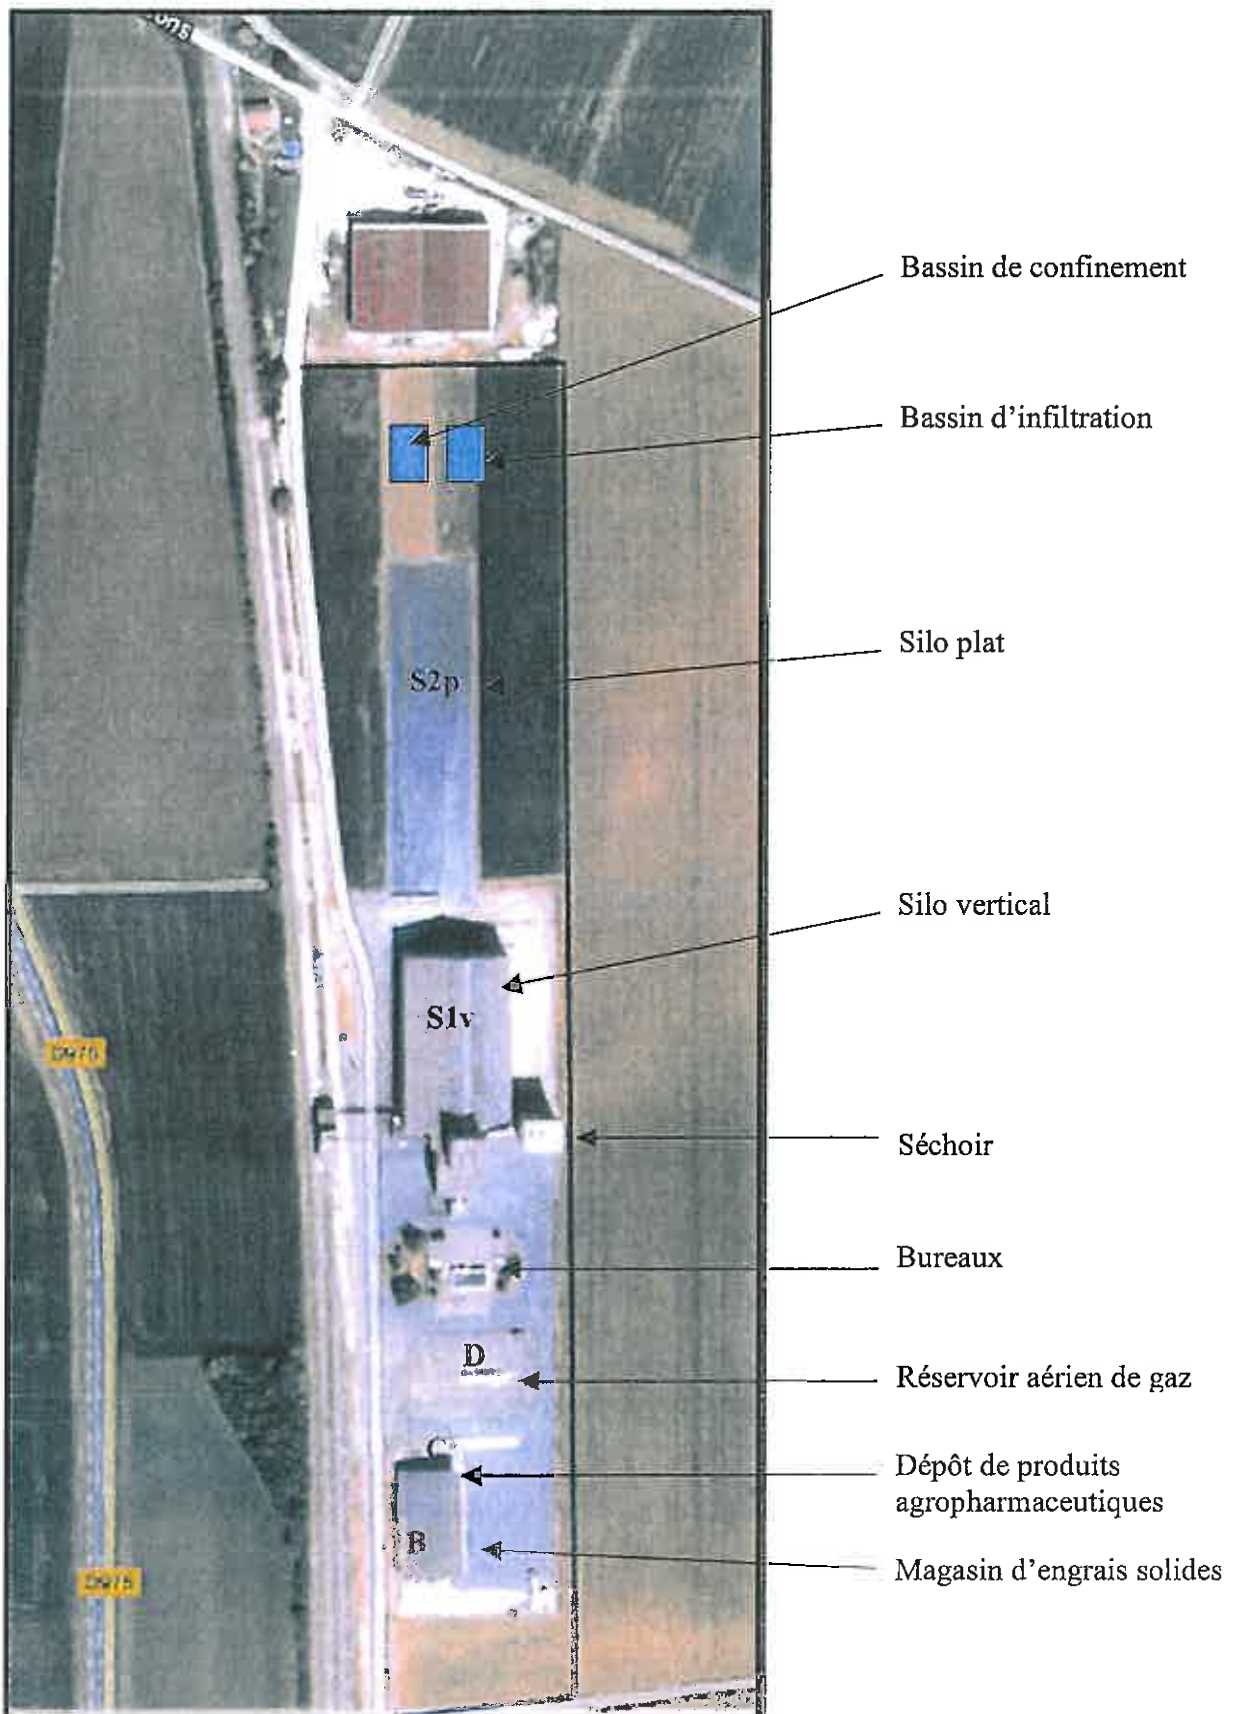 Bassin de confinement
Bassin d'infiltration
Silo plat
S2p
Silo vertical
S1v
Séchoir
Bureaux
D
Réservoir aérien de gaz
C
Dépôt de produits
agropharmaceutiques
B
Magasin d'engrais solides